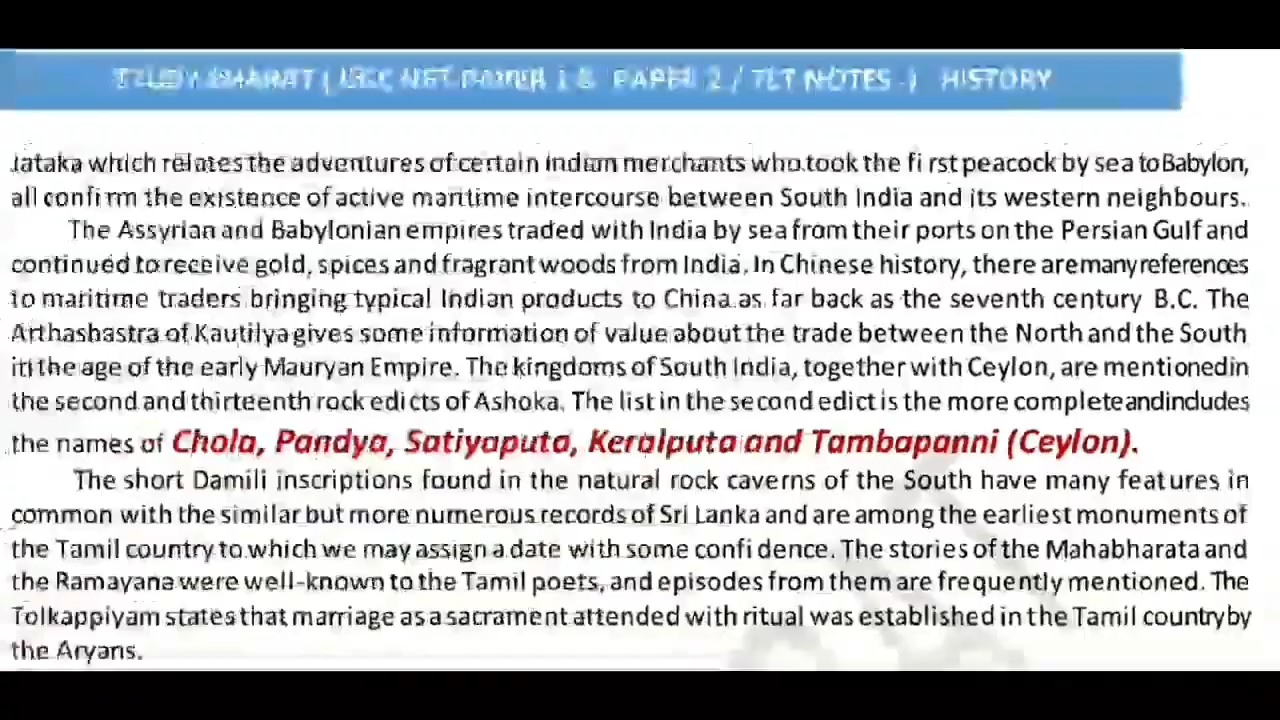 ( UGC NET PAPER 1 & PAPER 2 / TET NOTES - ) HISTORY
Jataka which relates the adventures of certain Indian merchants who took the fi rst peacock by sea to Babylon,
all confi rm the existence of active maritime intercourse between South India and its western neighbours.
The Assyrian and Babylonian empires traded with India by sea from their ports on the Persian Gulf and
continued to receive gold, spices and fragrant woods from India. In Chinese history, there are many references
to maritime traders bringing typical Indian products to China as far back as the seventh century B.C. The
Arthashastra of Kautilya gives some information of value about the trade between the North and the South
in the age of the early Mauryan Empire. The kingdoms of South India, together with Ceylon, are mentioned in
the second and thirteenth rock edicts of Ashoka. The list in the second edict is the more complete and includes
the names of Chola, Pandya, Satiyaputa, Keralputa and Tambapanni (Ceylon).
The short Damili inscriptions found in the natural rock caverns of the South have many features in
common with the similar but more numerous records of Sri Lanka and are among the earliest monuments of
the Tamil country to which we may assign a date with some confi dence. The stories of the Mahabharata and
the Ramayana were well-known to the Tamil poets, and episodes from them are frequently mentioned. The
Tolkappiyam states that marriage as a sacrament attended with ritual was established in the Tamil country by
the Aryans.